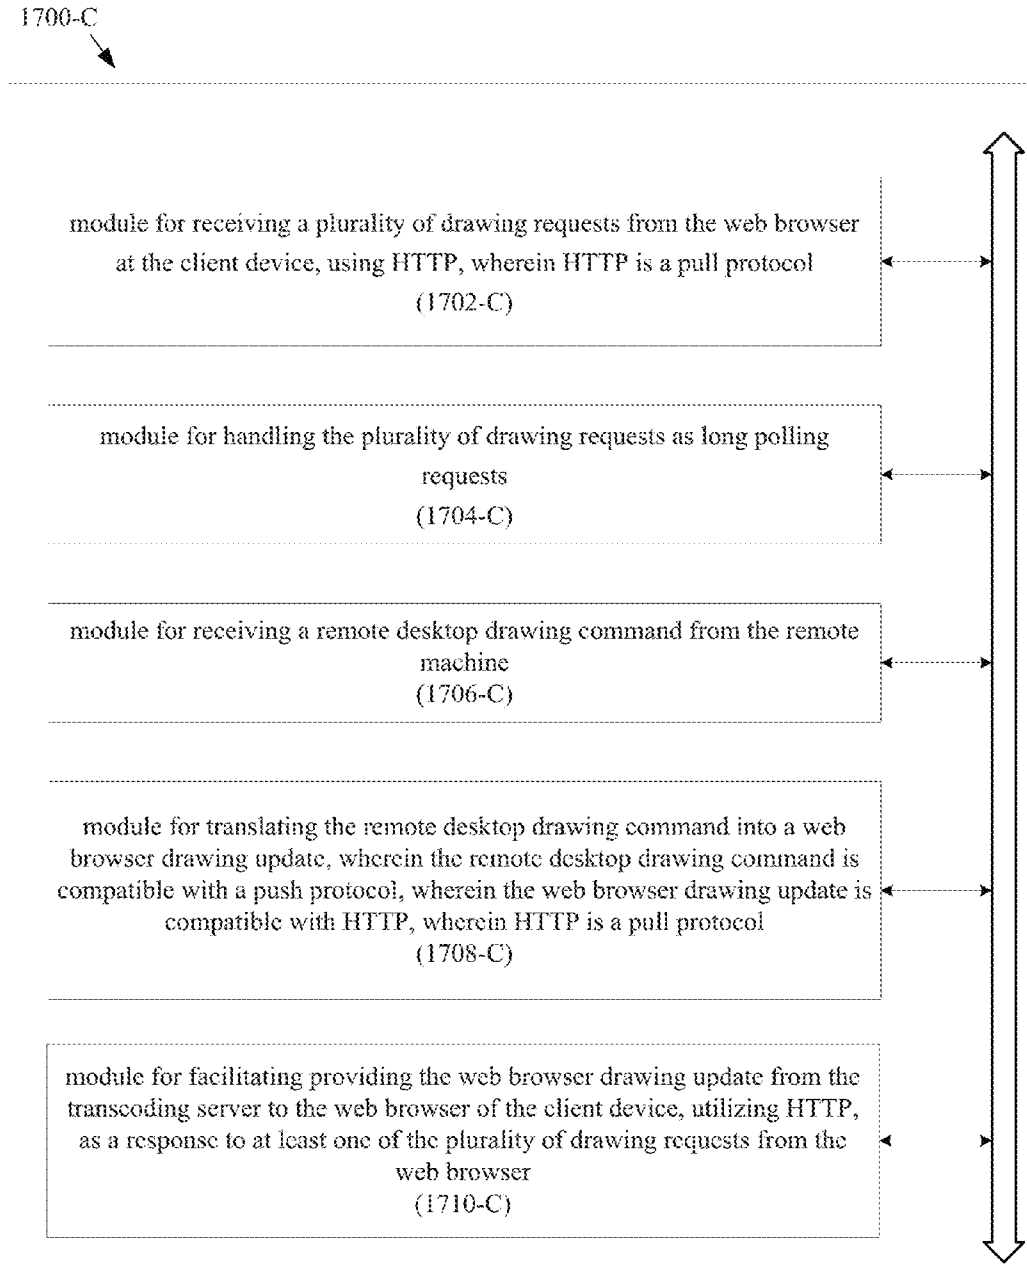 1700-C
module for receiving a plurality of drawing requests from the web browser
at the client device, using HTTP, wherein HTTP is a pull protocol
(1702-C)
module for handling the plurality of drawing requests as long polling
requests
(1704-C)
module for receiving a remote desktop drawing command from the remote
machine
(1706-C)
module for translating the remote desktop drawing command into a web
browser drawing update, wherein the remote desktop drawing command is
compatible with a push protocol, wherein the web browser drawing update is
compatible with HTTP, wherein HTTP is a pull protocol
(1708-C)
module for facilitating providing the web browser drawing update from the
transcoding server to the web browser of the client device, utilizing HTTP,
as a response to at least one of the plurality of drawing requests from the
web browser
(1710-C)